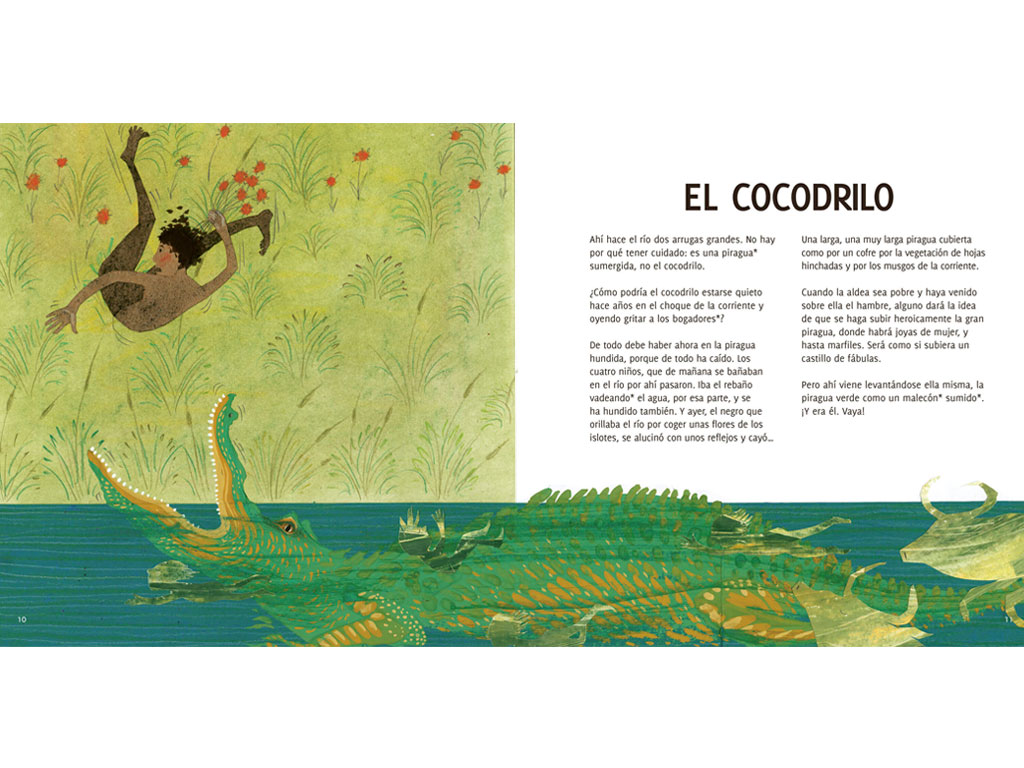 EL COCODRILO
Ahí hace el río dos arrugas grandes. No hay
por qué tener cuidado: es una piragua*
sumergida, no el cocodrilo.
¿Cómo podría el cocodrilo estarse quieto
hace años en el choque de la corriente y
oyendo gritar a los bogadores*?
De todo debe haber ahora en la piragua
hundida, porque de todo ha caído. Los
cuatro niños, que de mañana se bañaban
en el río por ahí pasaron. Iba el rebaño
vadeando* el agua, por esa parte, y se
ha hundido también. Y ayer, el negro que
orillaba el río por coger unas flores de los
islotes, se alucinó con unos reflejos y cayó...
Una larga, una muy larga piragua cubierta
como por un cofre por la vegetación de hojas
hinchadas y por los musgos de la corriente.
Cuando la aldea sea pobre y haya venido
sobre ella el hambre, alguno dará la idea
de que se haga subir heroicamente la gran
piragua, donde habrá joyas de mujer, y
hasta marfiles. Será como si subiera un
castillo de fábulas.
Pero ahí viene levantándose ella misma, la
piragua verde como un malecón* sumido*.
¡Y era él. Vaya!
10
11